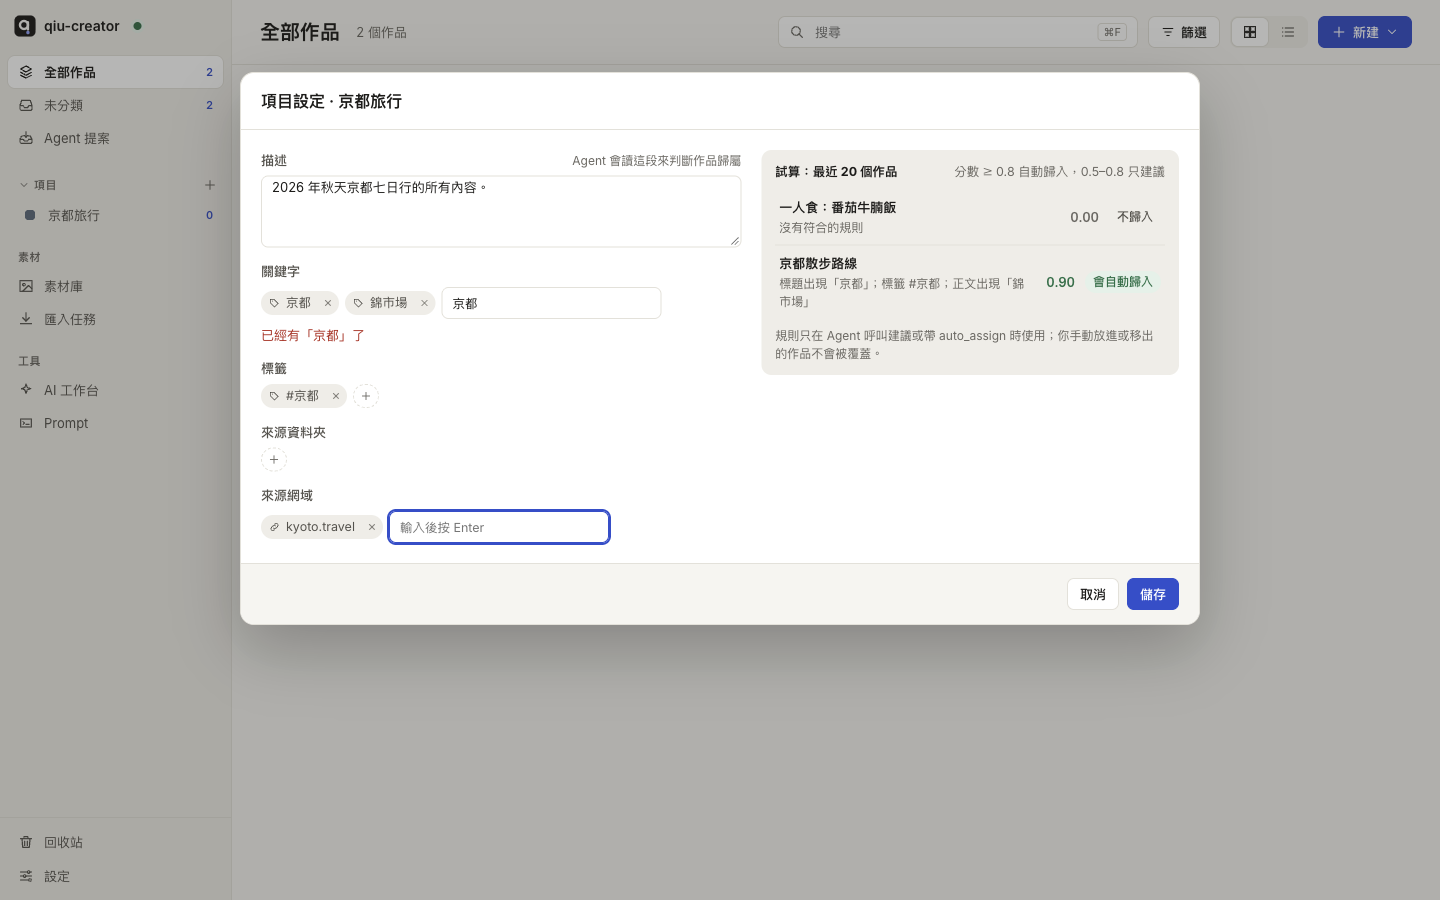 qiu-creator
全部作品 2
未分類 2
Agent 提案
項目
京都旅行 0
素材
素材庫
匯入任務
工具
AI 工作台
Prompt
回收站
設定
全部作品 2 個作品
搜尋 ⌘F
篩選
新建
項目設定 · 京都旅行
描述 Agent 會讀這段來判斷作品歸屬
2026 年秋天京都七日行的所有內容。
關鍵字
京都 × 錦市場 × 京都
已經有「京都」了
標籤
#京都 × +
來源資料夾
+
來源網域
kyoto.travel × 輸入後按 Enter
試算：最近 20 個作品 分數 ≥ 0.8 自動歸入，0.5–0.8 只建議
一人食：番茄牛腩飯
沒有符合的規則
0.00 不歸入
京都散步路線
標題出現「京都」；標籤 #京都；正文出現「錦
市場」
0.90 會自動歸入
規則只在 Agent 呼叫建議或帶 auto_assign 時使用；你手動放進或移出
的作品不會被覆蓋。
取消 儲存